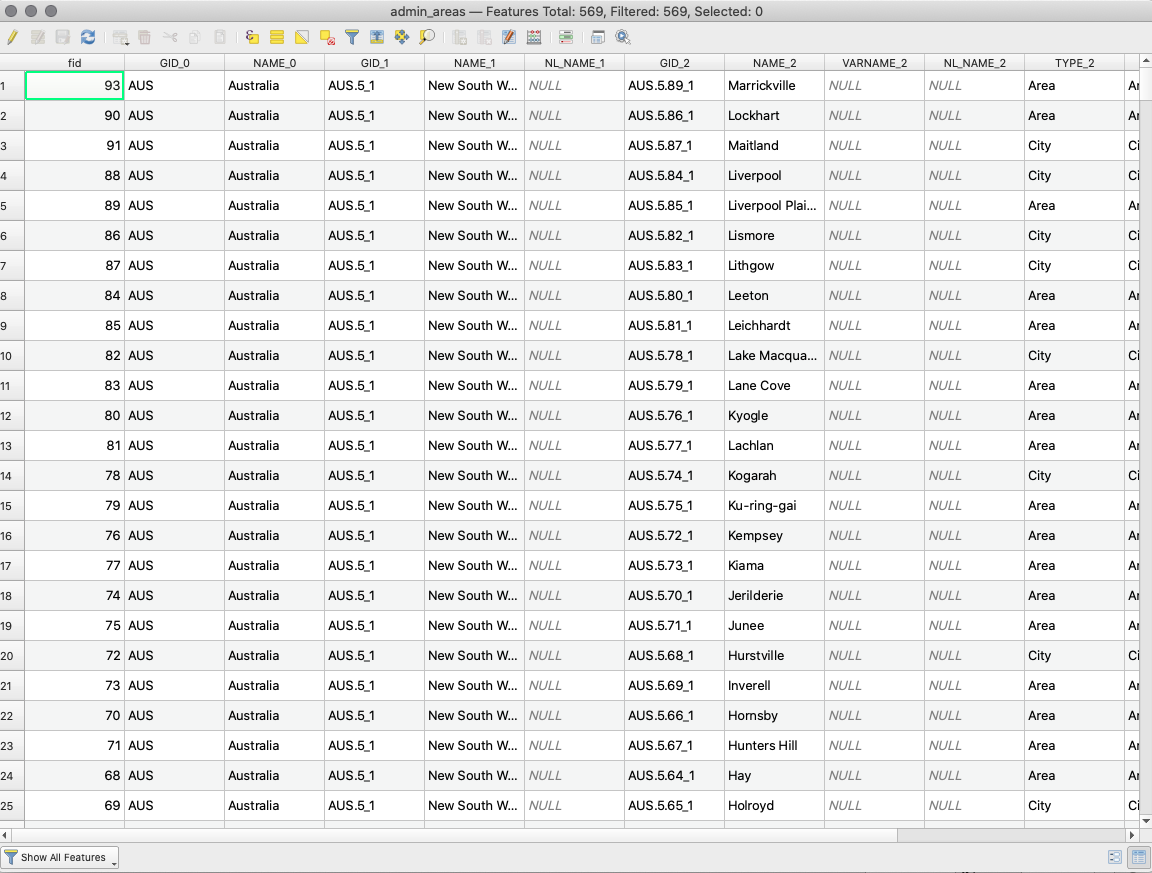 admin_areas — Features Total: 569, Filtered: 569, Selected: 0
fid GID_0 NAME_0 GID_1 NAME_1 NL_NAME_1 GID_2 NAME_2 VARNAME_2 NL_NAME_2 TYPE_2
1 93 AUS Australia AUS.5_1 New South W... NULL AUS.5.89_1 Marrickville NULL NULL Area Ar
2 90 AUS Australia AUS.5_1 New South W... NULL AUS.5.86_1 Lockhart NULL NULL Area Ar
3 91 AUS Australia AUS.5_1 New South W... NULL AUS.5.87_1 Maitland NULL NULL City Ci
4 88 AUS Australia AUS.5_1 New South W... NULL AUS.5.84_1 Liverpool NULL NULL City Ci
5 89 AUS Australia AUS.5_1 New South W... NULL AUS.5.85_1 Liverpool Plai... NULL NULL Area Ar
6 86 AUS Australia AUS.5_1 New South W... NULL AUS.5.82_1 Lismore NULL NULL City Ci
7 87 AUS Australia AUS.5_1 New South W... NULL AUS.5.83_1 Lithgow NULL NULL City Ci
8 84 AUS Australia AUS.5_1 New South W... NULL AUS.5.80_1 Leeton NULL NULL Area Ar
9 85 AUS Australia AUS.5_1 New South W... NULL AUS.5.81_1 Leichhardt NULL NULL Area Ar
10 82 AUS Australia AUS.5_1 New South W... NULL AUS.5.78_1 Lake Macqua... NULL NULL City Ci
11 83 AUS Australia AUS.5_1 New South W... NULL AUS.5.79_1 Lane Cove NULL NULL Area Ar
12 80 AUS Australia AUS.5_1 New South W... NULL AUS.5.76_1 Kyogle NULL NULL Area Ar
13 81 AUS Australia AUS.5_1 New South W... NULL AUS.5.77_1 Lachlan NULL NULL Area Ar
14 78 AUS Australia AUS.5_1 New South W... NULL AUS.5.74_1 Kogarah NULL NULL City Ci
15 79 AUS Australia AUS.5_1 New South W... NULL AUS.5.75_1 Ku-ring-gai NULL NULL Area Ar
16 76 AUS Australia AUS.5_1 New South W... NULL AUS.5.72_1 Kempsey NULL NULL Area Ar
17 77 AUS Australia AUS.5_1 New South W... NULL AUS.5.73_1 Kiama NULL NULL Area Ar
18 74 AUS Australia AUS.5_1 New South W... NULL AUS.5.70_1 Jerilderie NULL NULL Area Ar
19 75 AUS Australia AUS.5_1 New South W... NULL AUS.5.71_1 Junee NULL NULL Area Ar
20 72 AUS Australia AUS.5_1 New South W... NULL AUS.5.68_1 Hurstville NULL NULL City Ci
21 73 AUS Australia AUS.5_1 New South W... NULL AUS.5.69_1 Inverell NULL NULL Area Ar
22 70 AUS Australia AUS.5_1 New South W... NULL AUS.5.66_1 Hornsby NULL NULL Area Ar
23 71 AUS Australia AUS.5_1 New South W... NULL AUS.5.67_1 Hunters Hill NULL NULL Area Ar
24 68 AUS Australia AUS.5_1 New South W... NULL AUS.5.64_1 Hay NULL NULL Area Ar
25 69 AUS Australia AUS.5_1 New South W... NULL AUS.5.65_1 Holroyd NULL NULL City Ci
Show All Features